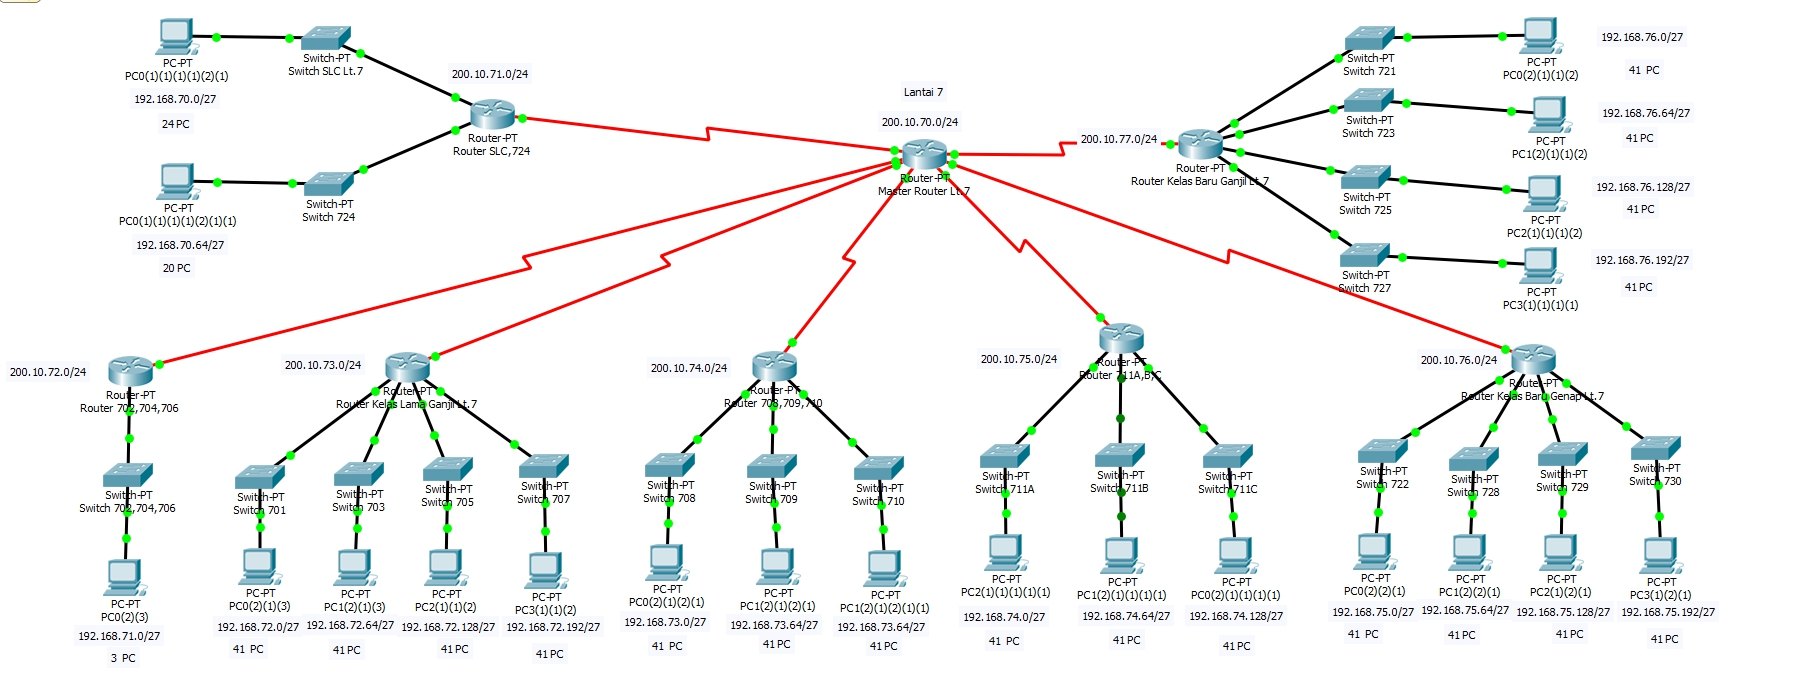 PC-PT
PC0(1)(1)(1)(1)(2)(1)
192.168.70.0/27
24 PC
Switch-PT
Switch SLC Lt.7
200.10.71.0/24
Router-PT
Router SLC,724
PC-PT
PC0(1)(1)(1)(1)(2)(1)(1)
192.168.70.64/27
20 PC
Switch-PT
Switch 724
Lantai 7
200.10.70.0/24
Router-PT
Master Router Lt.7
200.10.77.0/24
Router-PT
Router Kelas Baru Ganjil Lt.7
Switch-PT
Switch 721
PC-PT
PC0(2)(1)(1)(2)
192.168.76.0/27
41 PC
Switch-PT
Switch 723
PC-PT
PC1(2)(1)(1)(2)
192.168.76.64/27
41 PC
Switch-PT
Switch 725
PC-PT
PC2(1)(1)(1)(2)
192.168.76.128/27
41 PC
Switch-PT
Switch 727
PC-PT
PC3(1)(1)(1)(1)
192.168.76.192/27
41 PC
200.10.72.0/24
Router-PT
Router 702,704,706
Switch-PT
Switch 702,704,706
PC-PT
PC0(2)(3)
192.168.71.0/27
3 PC
200.10.73.0/24
Router-PT
Router Kelas Lama Ganjil Lt.7
Switch-PT
Switch 701
Switch-PT
Switch 703
Switch-PT
Switch 705
Switch-PT
Switch 707
PC-PT
PC0(2)(1)(3)
192.168.72.0/27
41 PC
PC-PT
PC1(2)(1)(3)
192.168.72.64/27
41 PC
PC-PT
PC2(1)(1)(2)
192.168.72.128/27
41 PC
PC-PT
PC3(1)(1)(2)
192.168.72.192/27
41 PC
200.10.74.0/24
Router-PT
Router 708,709,710
Switch-PT
Switch 708
Switch-PT
Switch 709
Switch-PT
Switch 710
PC-PT
PC0(2)(1)(2)(1)
192.168.73.0/27
41 PC
PC-PT
PC1(2)(1)(2)(1)
192.168.73.64/27
41 PC
PC-PT
PC1(2)(1)(2)(1)(1)
192.168.73.64/27
41 PC
200.10.75.0/24
Router-PT
Router 711A,B,C
Switch-PT
Switch 711A
Switch-PT
Switch 711B
Switch-PT
Switch 711C
PC-PT
PC2(1)(1)(1)(1)(1)
192.168.74.0/27
41 PC
PC-PT
PC1(2)(1)(1)(1)(1)
192.168.74.64/27
41 PC
PC-PT
PC0(2)(1)(1)(1)(1)
192.168.74.128/27
41 PC
200.10.76.0/24
Router-PT
Router Kelas Baru Genap Lt.7
Switch-PT
Switch 722
Switch-PT
Switch 728
Switch-PT
Switch 729
Switch-PT
Switch 730
PC-PT
PC0(2)(2)(1)
192.168.75.0/27
41 PC
PC-PT
PC1(2)(2)(1)
192.168.75.64/27
41 PC
PC-PT
PC2(1)(2)(1)
192.168.75.128/27
41 PC
PC-PT
PC3(1)(2)(1)
192.168.75.192/27
41 PC